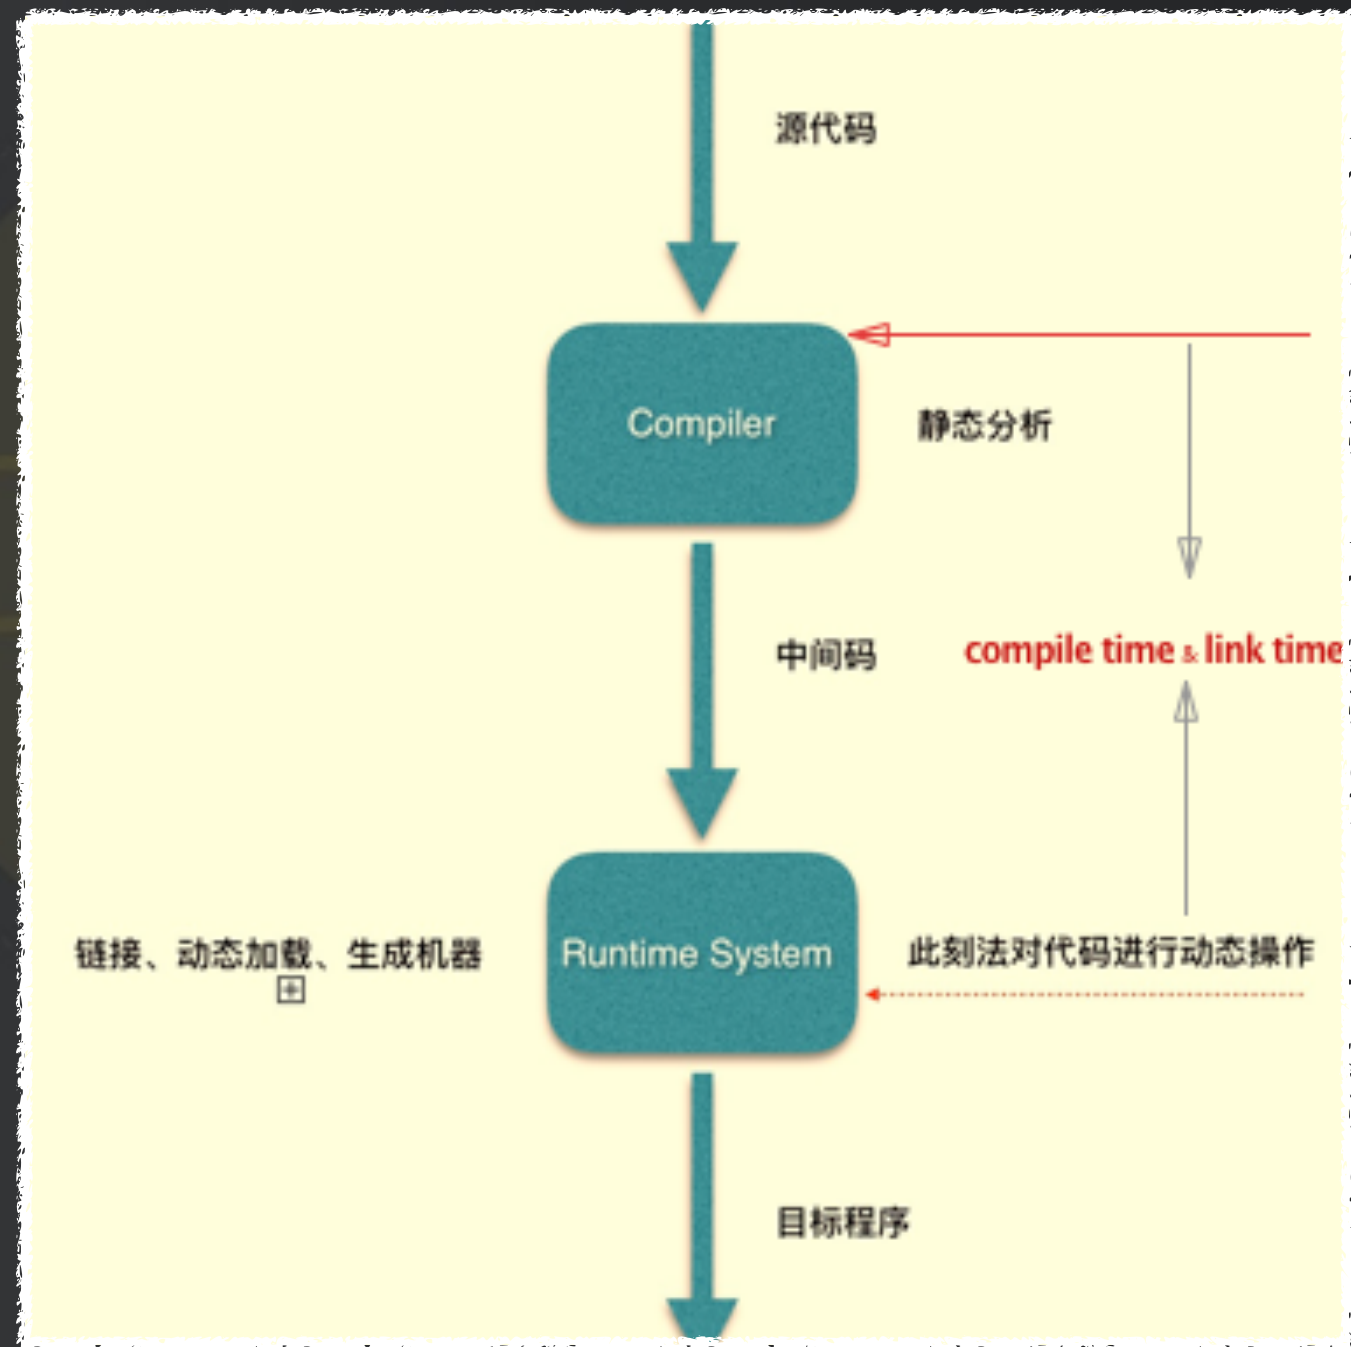 源代码
Compiler
静态分析
中间码
compile time & link time
链接、动态加载、生成机器
Runtime System
此刻法对代码进行动态操作
目标程序